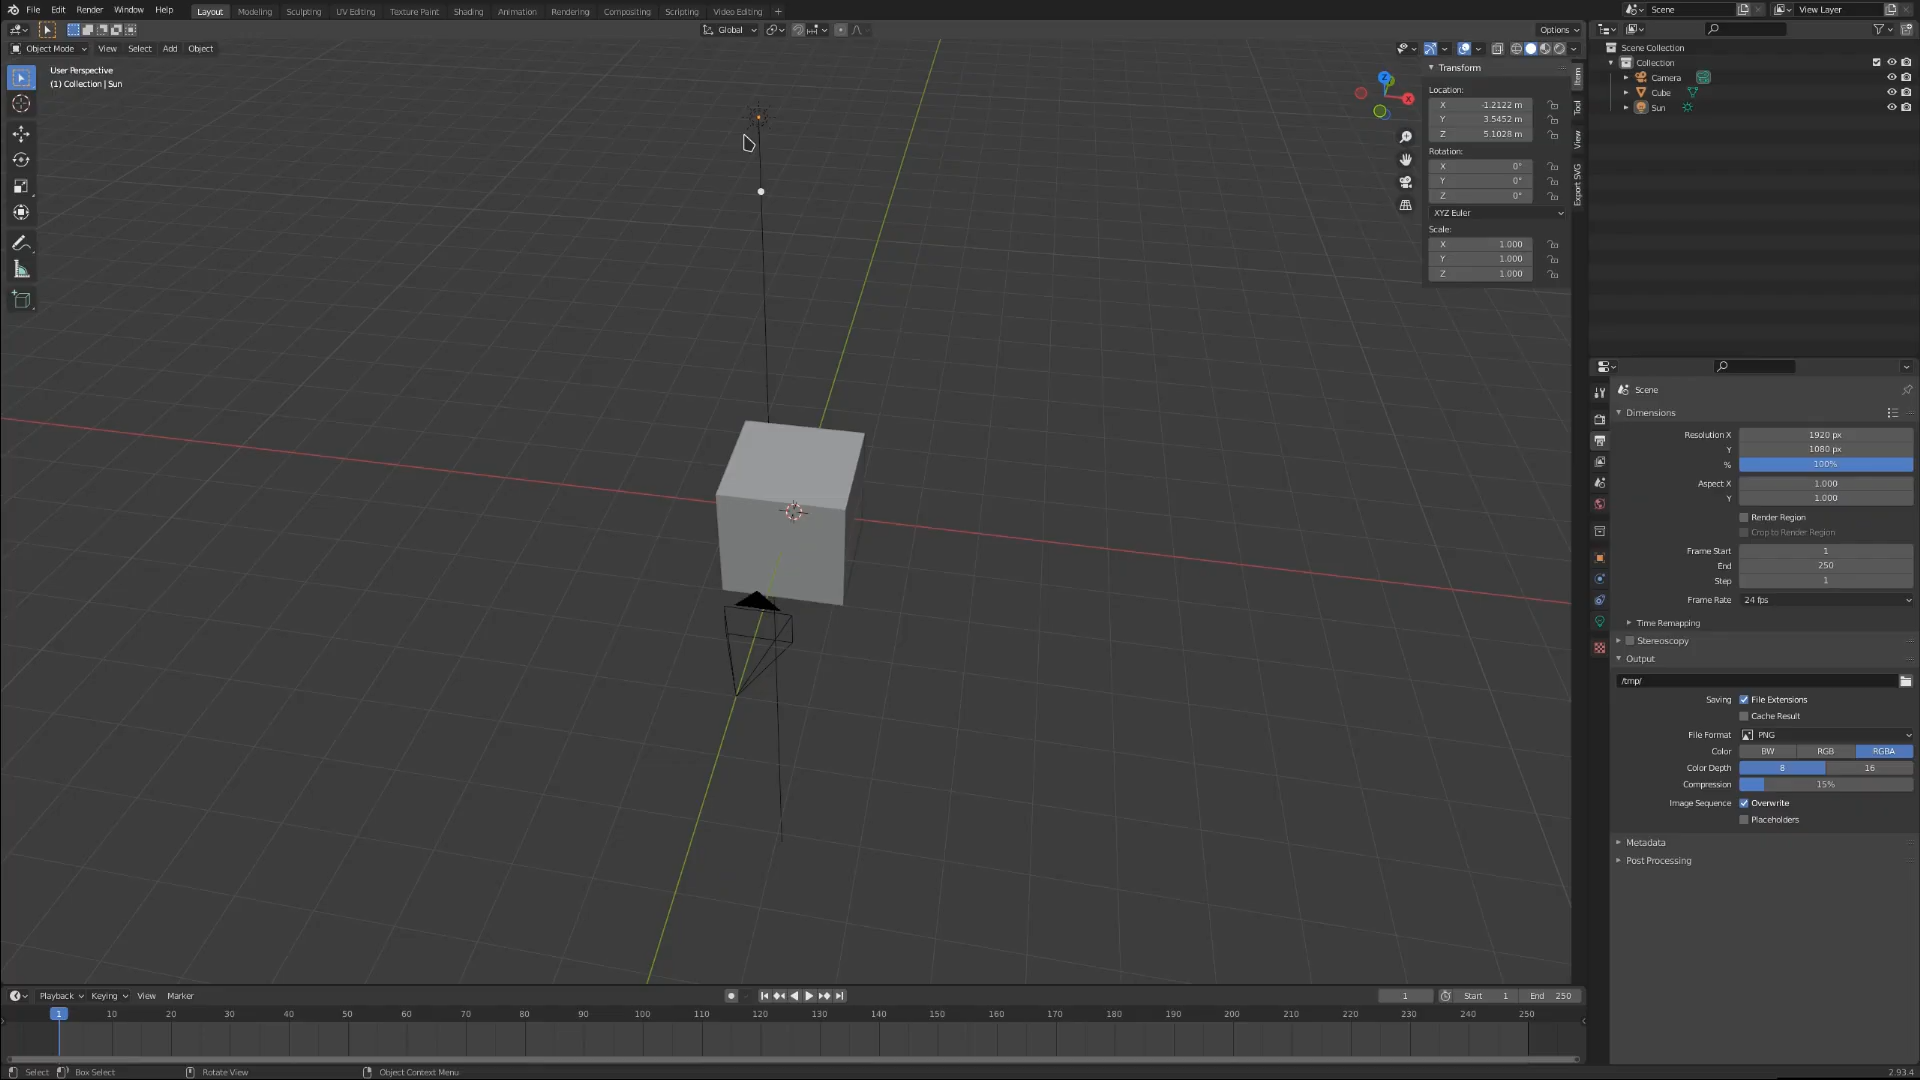 File Edit Render Window Help Layout Modeling Sculpting UV Editing Texture Paint Shading Animation Rendering Compositing Scripting Video Editing + Scene View Layer
Global Options
Object Mode View Select Add Object
User Perspective
(1) Collection | Sun
Transform
Location:
X -1.2122 m
Y 3.5452 m
Z 5.1028 m
Rotation:
X 0°
Y 0°
Z 0°
XYZ Euler
Scale:
X 1.000
Y 1.000
Z 1.000
Item
Tool
View
Export SVG
Z
X
Scene Collection
Collection
Camera
Cube
Sun
Scene
Dimensions
Resolution X 1920 px
Y 1080 px
% 100%
Aspect X 1.000
Y 1.000
Render Region
Crop to Render Region
Frame Start 1
End 250
Step 1
Frame Rate 24 fps
Time Remapping
Stereoscopy
Output
/tmp/
Saving File Extensions
Cache Result
File Format PNG
Color BW RGB RGBA
Color Depth 8 16
Compression 15%
Image Sequence Overwrite
Placeholders
Metadata
Post Processing
Playback Keying View Marker 1 Start 1 End 250
1 10 20 30 40 50 60 70 80 90 100 110 120 130 140 150 160 170 180 190 200 210 220 230 240 250
Select Box Select Rotate View Object Context Menu 2.93.4